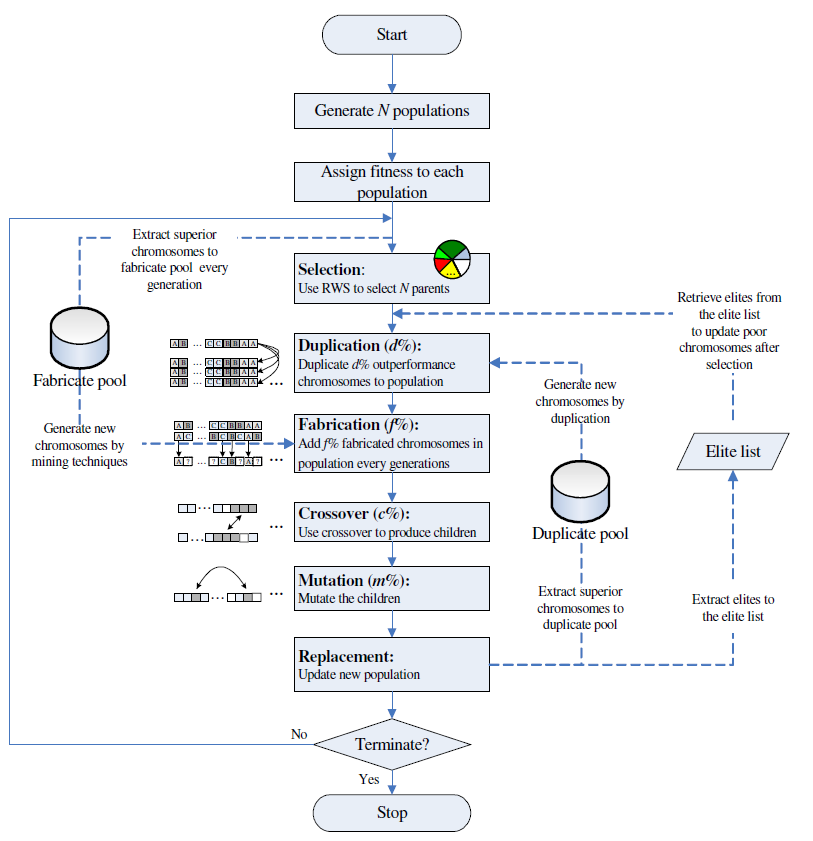 Start
Generate N populations
Assign fitness to each
population
Extract superior
chromosomes to
fabricate pool every
generation
Selection:
Use RWS to select N parents
...
Retrieve elites from
the elite list
to update poor
chromosomes after
selection
Fabricate pool
A B ... C C B B A A
A B ... C C B B A A
A B ... C C B B A A
A B ... C C B B A A
...
Duplication (d%):
Duplicate d% outperformance
chromosomes to population
Generate new
chromosomes by
duplication
Generate new
chromosomes by
mining techniques
A B ... C C B B A A
A C ... B C B C A B
A ? ... ? C B ? A ?
...
Fabrication (f%):
Add f% fabricated chromosomes in
population every generations
Elite list
Duplicate pool
...
...
...
Crossover (c%):
Use crossover to produce children
...
...
Mutation (m%):
Mutate the children
Extract superior
chromosomes to
duplicate pool
Extract elites to
the elite list
Replacement:
Update new population
No
Terminate?
Yes
Stop